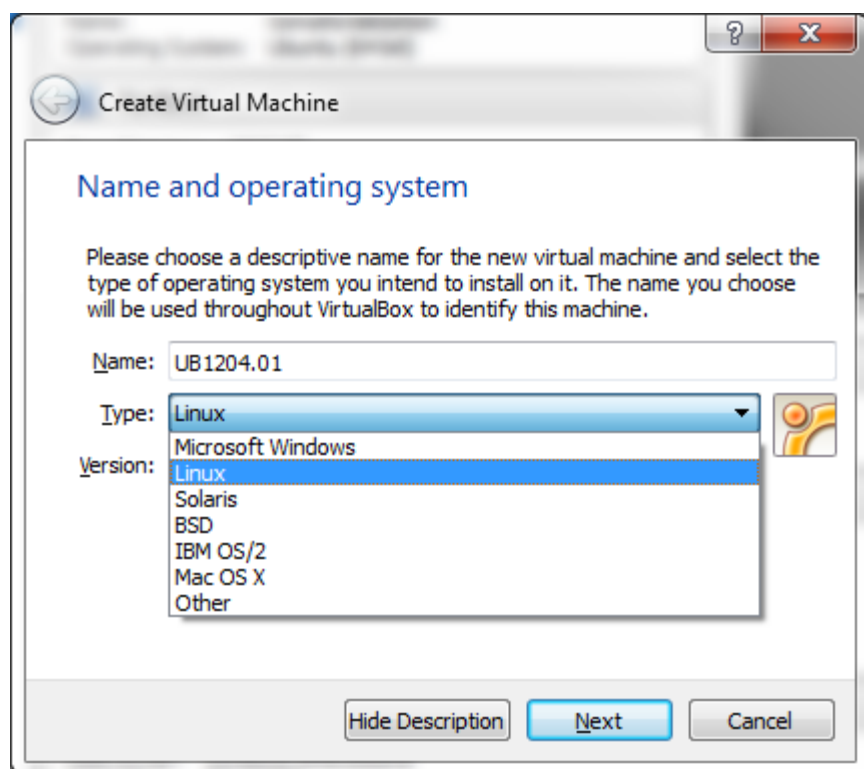 Create Virtual Machine
Name and operating system
Please choose a descriptive name for the new virtual machine and select the
type of operating system you intend to install on it. The name you choose
will be used throughout VirtualBox to identify this machine.
Name: UB1204.01
Type: Linux
Microsoft Windows
Version: Linux
Solaris
BSD
IBM OS/2
Mac OS X
Other
Hide Description Next Cancel